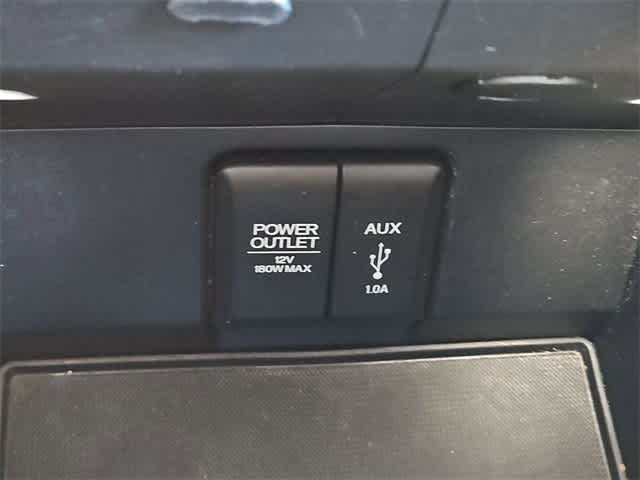 POWER
OUTLET
12V
180W MAX
AUX
1.0A